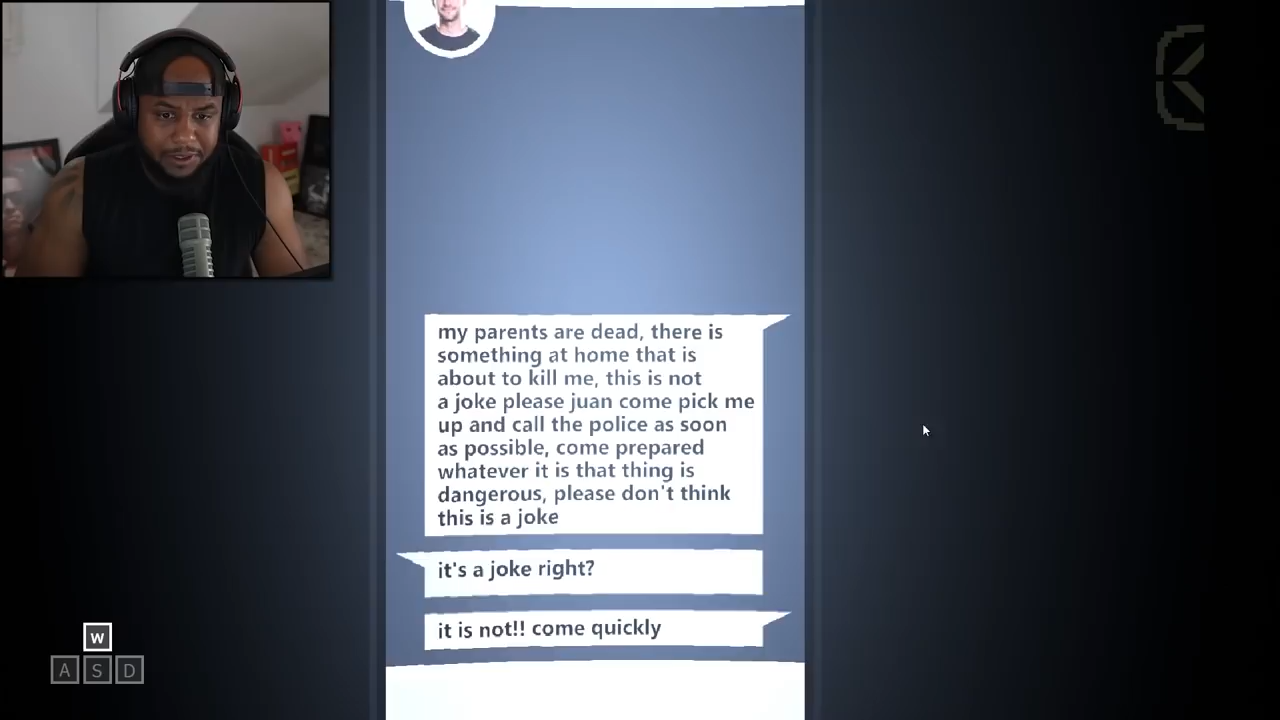 my parents are dead, there is
something at home that is
about to kill me, this is not
a joke please juan come pick me
up and call the police as soon
as possible, come prepared
whatever it is that thing is
dangerous, please don't think
this is a joke
it's a joke right?
it is not!! come quickly
W
A S D